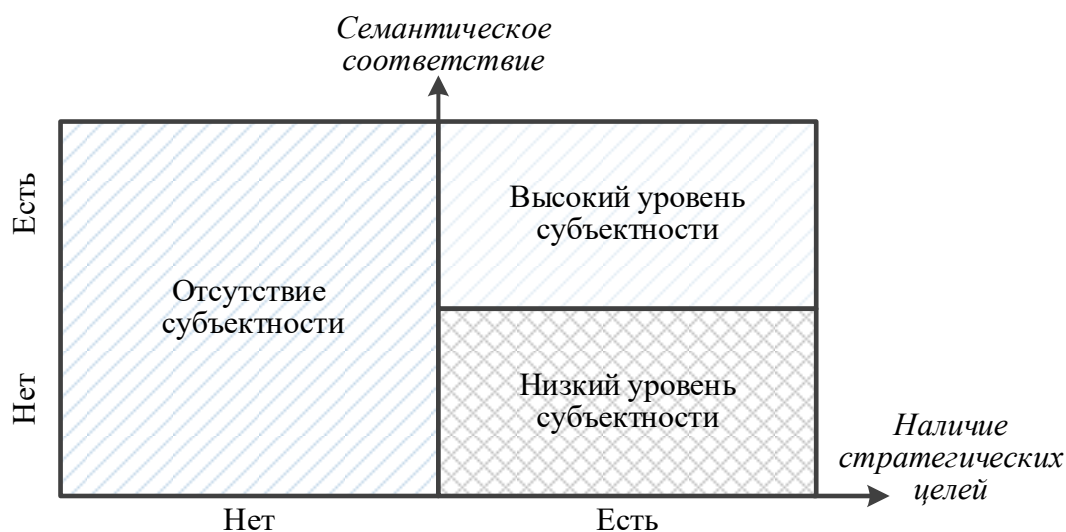 Семантическое
соответствие
Есть
Высокий уровень
субъектности
Отсутствие
субъектности
Нет
Низкий уровень
субъектности
Наличие
стратегических
целей
Нет
Есть